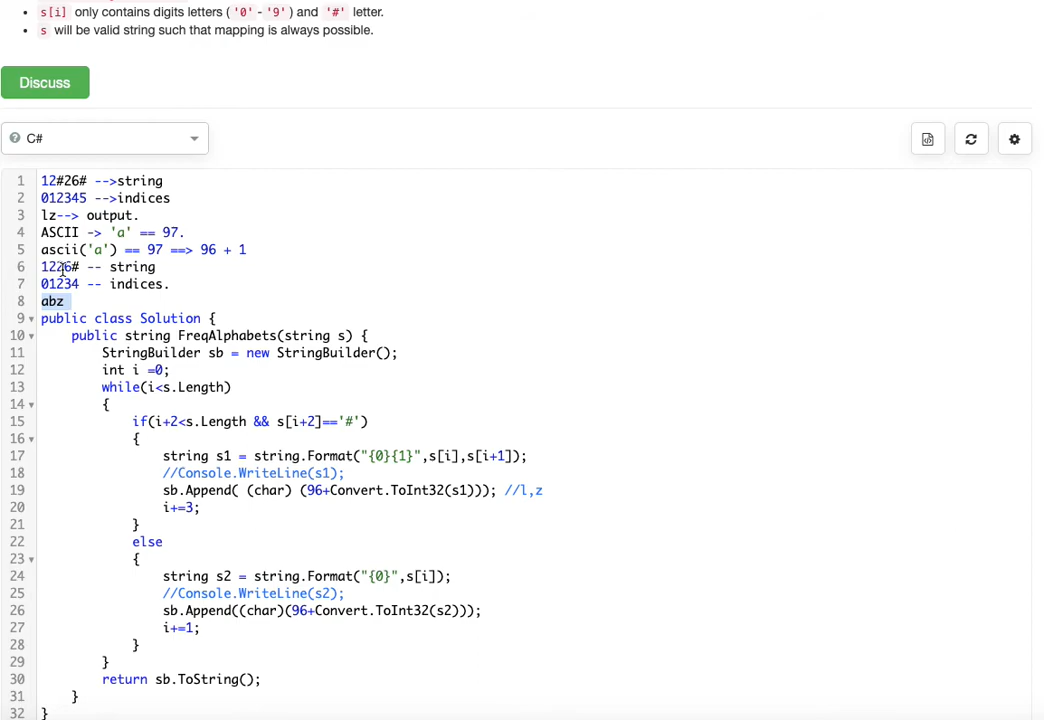 s[i] only contains digits letters ('0'-'9') and '#' letter.
s will be valid string such that mapping is always possible.
Discuss
C#
1 12#26# -->string
2 012345 -->indices
3 lz--> output.
4 ASCII -> 'a' == 97.
5 ascii('a') == 97 ==> 96 + 1
6 1226# -- string
7 01234 -- indices.
8 abz
9 public class Solution {
10 public string FreqAlphabets(string s) {
11 StringBuilder sb = new StringBuilder();
12 int i =0;
13 while(i<s.Length)
14 {
15 if(i+2<s.Length && s[i+2]=='#')
16 {
17 string s1 = string.Format("{0}{1}",s[i],s[i+1]);
18 //Console.WriteLine(s1);
19 sb.Append( (char) (96+Convert.ToInt32(s1))); //l,z
20 i+=3;
21 }
22 else
23 {
24 string s2 = string.Format("{0}",s[i]);
25 //Console.WriteLine(s2);
26 sb.Append((char)(96+Convert.ToInt32(s2)));
27 i+=1;
28 }
29 }
30 return sb.ToString();
31 }
32 }